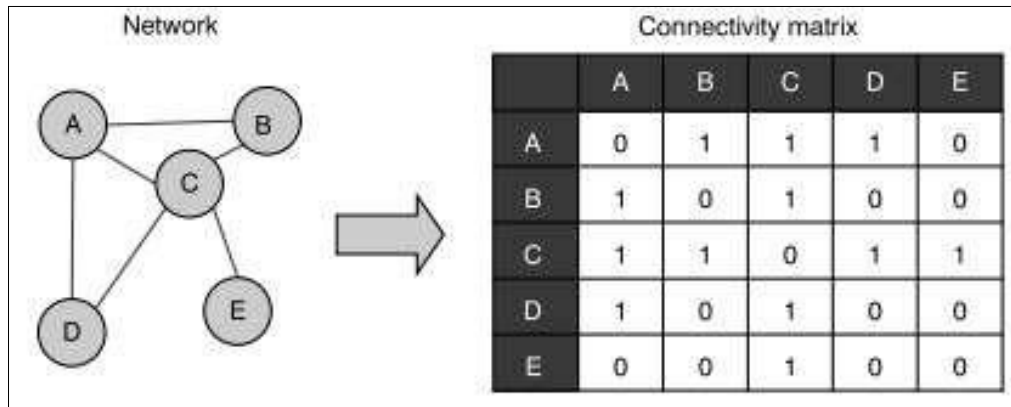 Network
Connectivity matrix
A
B
C
D
E
A B C D E
A 0 1 1 1 0
B 1 0 1 0 0
C 1 1 0 1 1
D 1 0 1 0 0
E 0 0 1 0 0